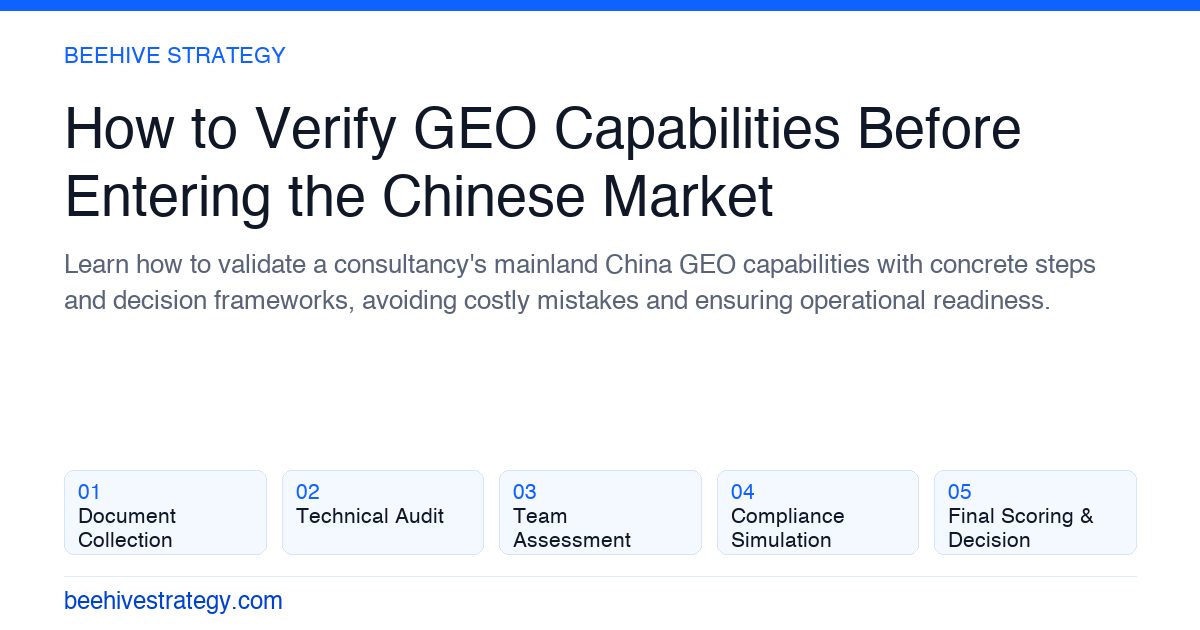 BEEHIVE STRATEGY
How to Verify GEO Capabilities Before
Entering the Chinese Market
Learn how to validate a consultancy's mainland China GEO capabilities with concrete steps
and decision frameworks, avoiding costly mistakes and ensuring operational readiness.
01
Document
Collection
02
Technical Audit
03
Team
Assessment
04
Compliance
Simulation
05
Final Scoring &
Decision
beehivestrategy.com